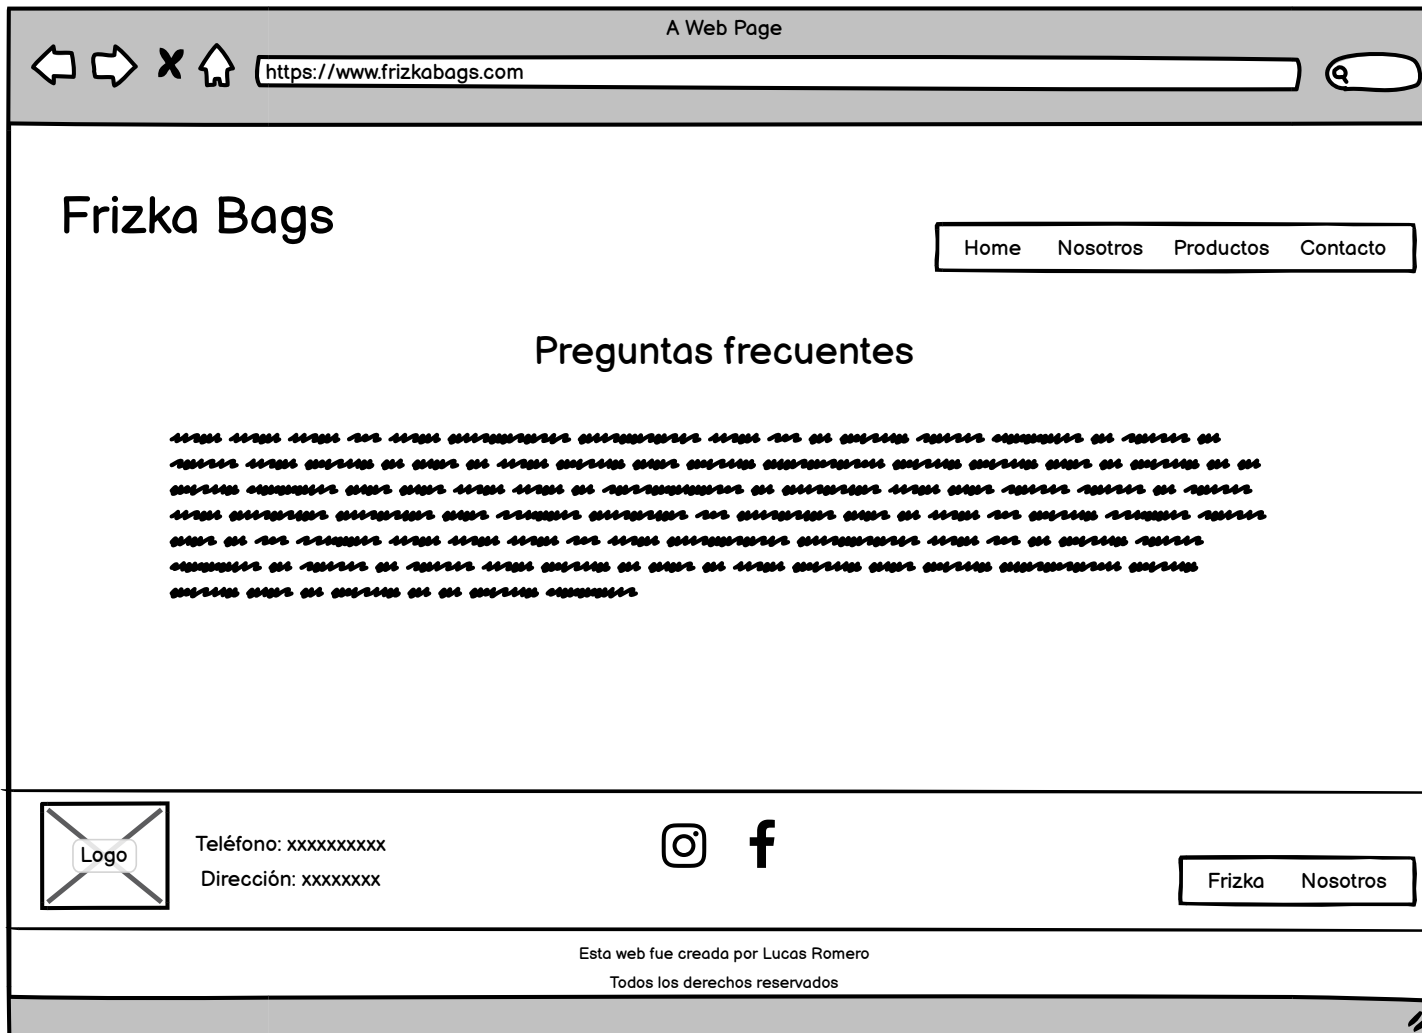 A Web Page
https://www.frizkabags.com
Frizka Bags
Home Nosotros Productos Contacto
Preguntas frecuentes
Logo
Teléfono: xxxxxxxxxx
Dirección: xxxxxxxx
Frizka Nosotros
Esta web fue creada por Lucas Romero
Todos los derechos reservados